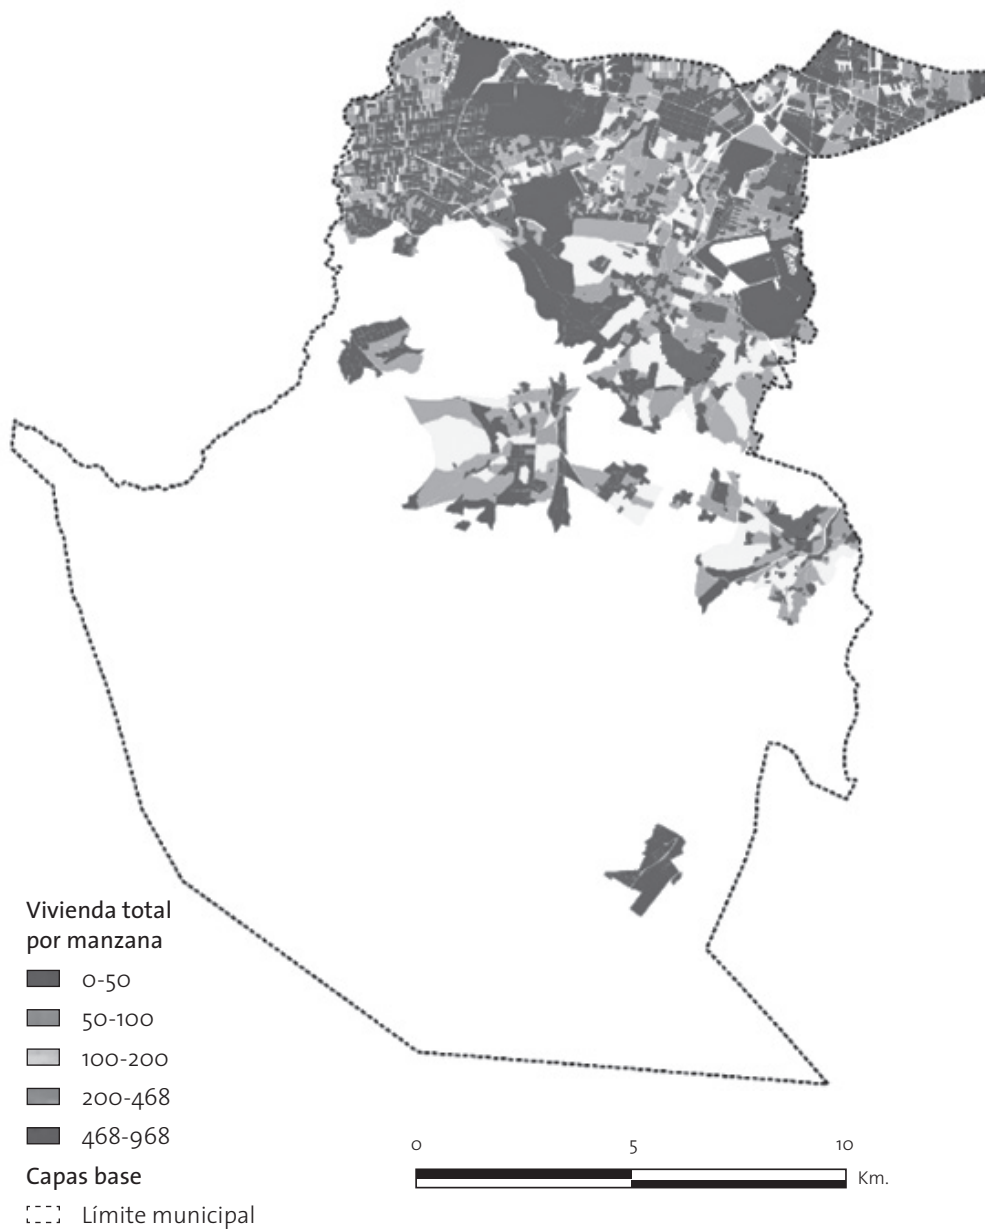 Vivienda total
por manzana
0-50
50-100
100-200
200-468
468-968
Capas base
Límite municipal
0 5 10
Km.